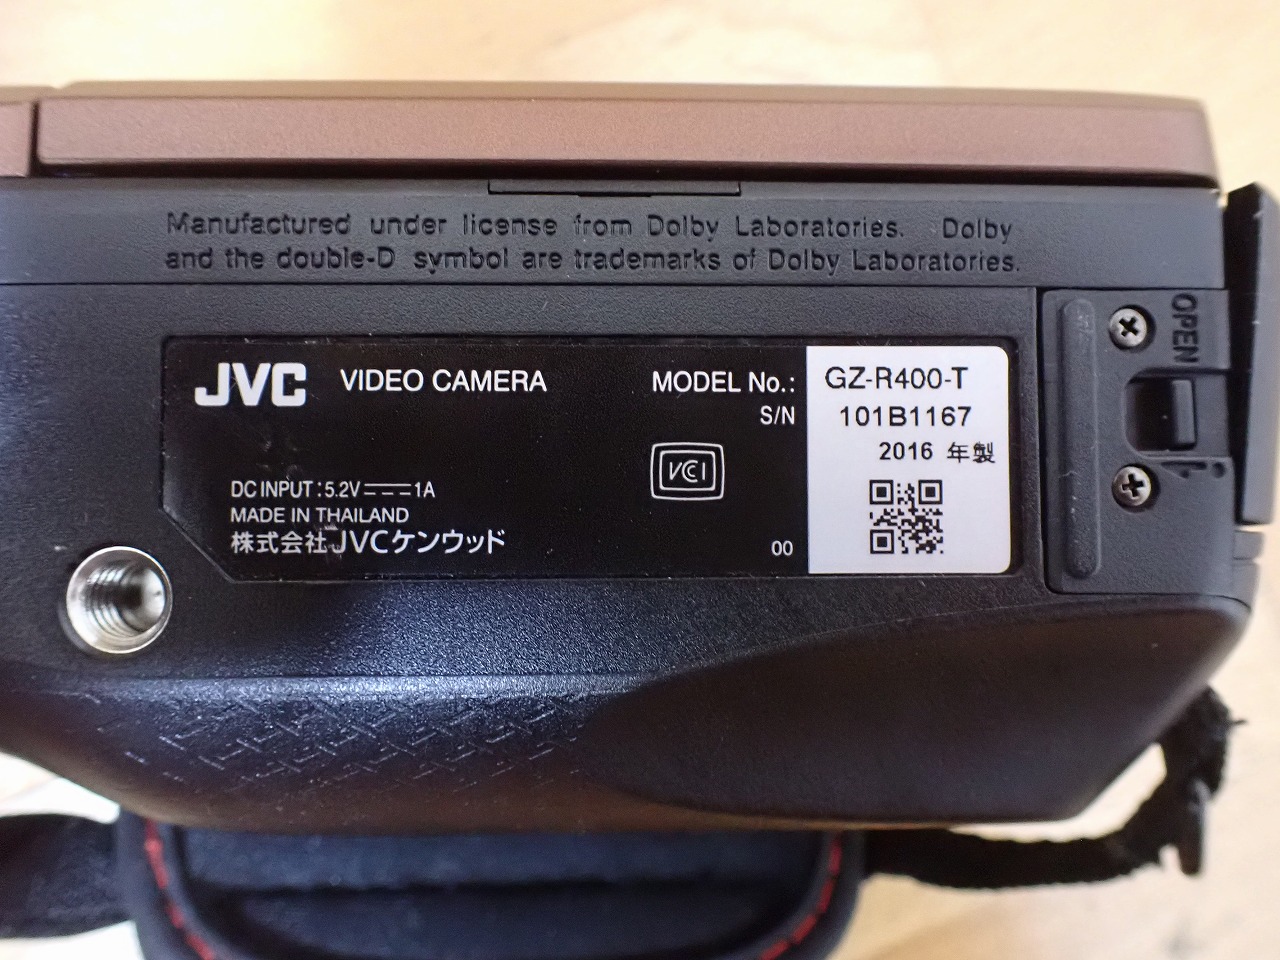 Manufactured under license from Dolby Laboratories. Dolby
and the double-D symbol are trademarks of Dolby Laboratories.
JVC VIDEO CAMERA
MODEL No.: GZ-R400-T
S/N 101B1167
2016 年製
VCCI
DC INPUT : 5.2V⎓1A
MADE IN THAILAND
株式会社JVCケンウッド
00
OPEN